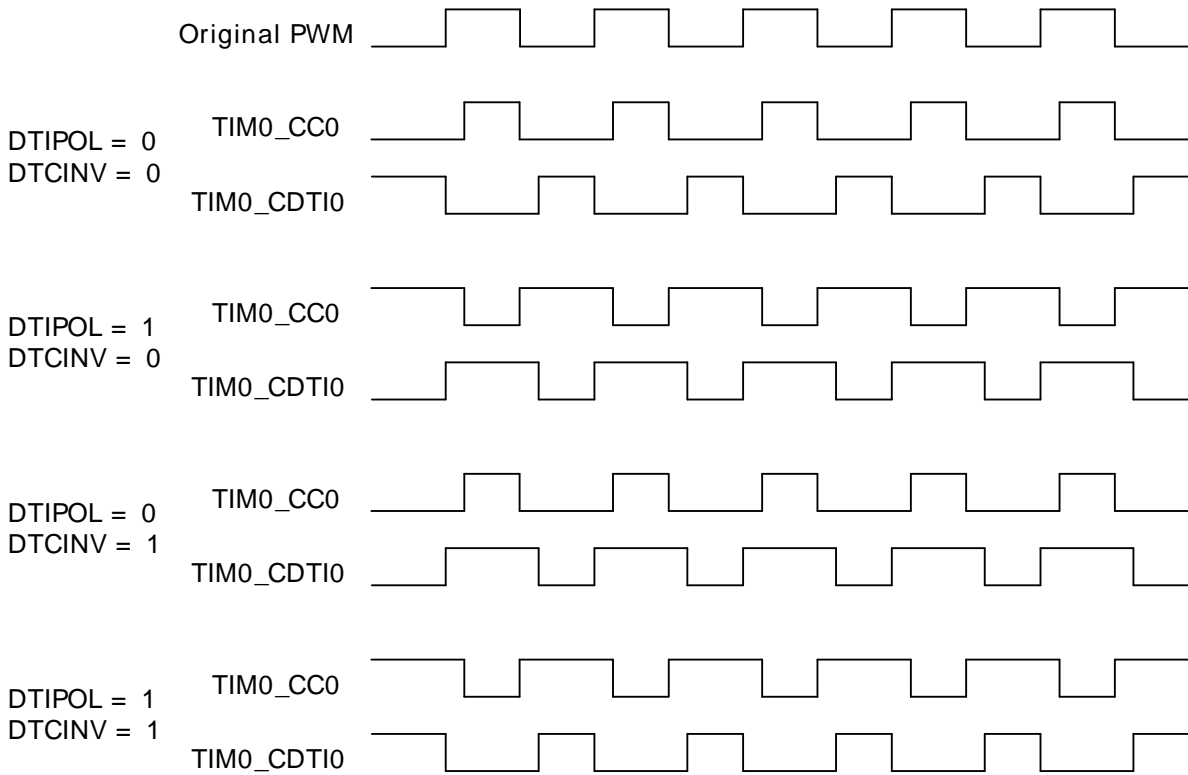 Original PWM
DTIPOL = 0
DTCINV = 0
TIM0_CC0
TIM0_CDTI0
DTIPOL = 1
DTCINV = 0
TIM0_CC0
TIM0_CDTI0
DTIPOL = 0
DTCINV = 1
TIM0_CC0
TIM0_CDTI0
DTIPOL = 1
DTCINV = 1
TIM0_CC0
TIM0_CDTI0